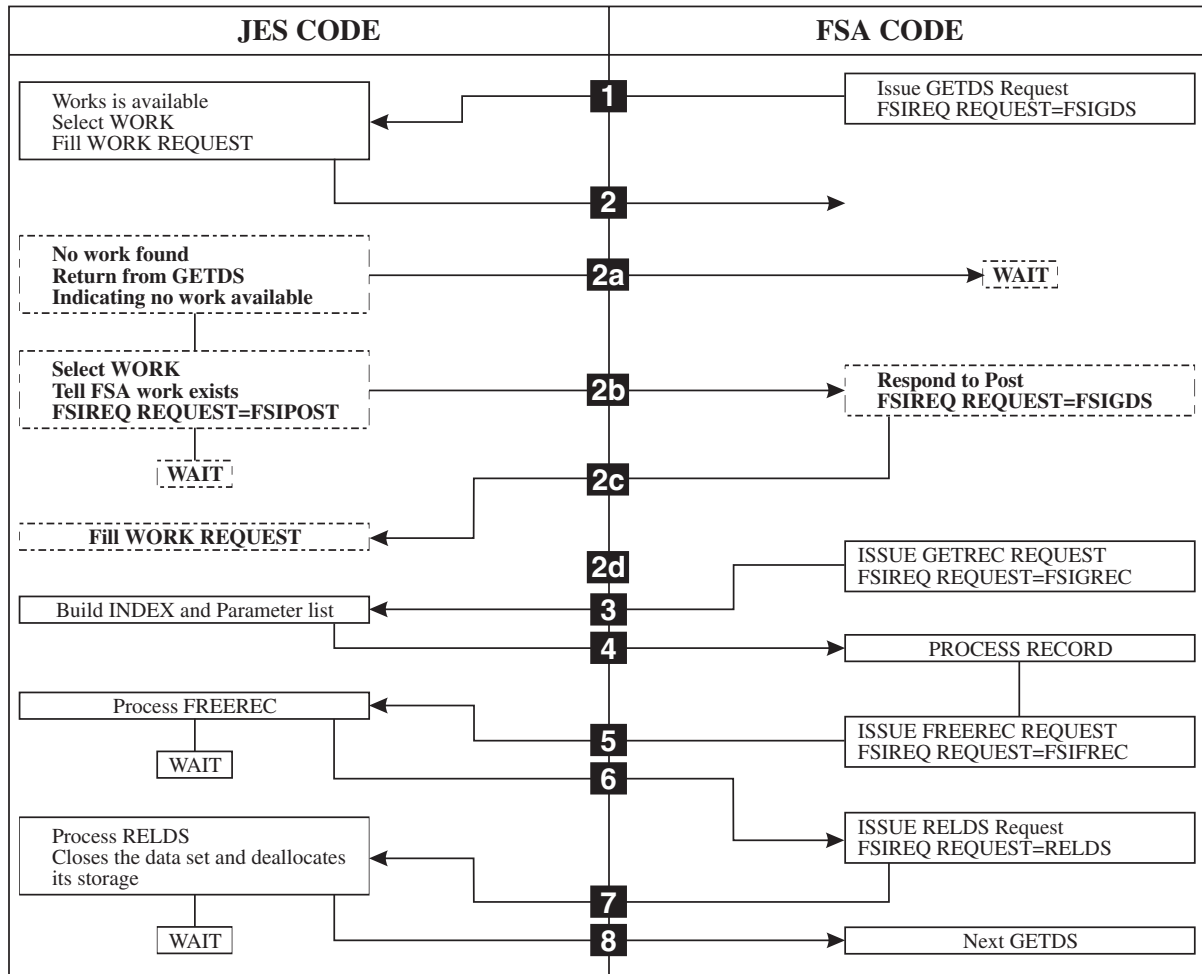 JES CODE
FSA CODE
1
Works is available
Select WORK
Fill WORK REQUEST
Issue GETDS Request
FSIREQ REQUEST=FSIGDS
2
No work found
Return from GETDS
Indicating no work available
2a
WAIT
Select WORK
Tell FSA work exists
FSIREQ REQUEST=FSIPOST
2b
Respond to Post
FSIREQ REQUEST=FSIGDS
WAIT
2c
Fill WORK REQUEST
2d
ISSUE GETREC REQUEST
FSIREQ REQUEST=FSIGREC
Build INDEX and Parameter list
3
4
PROCESS RECORD
Process FREEREC
5
ISSUE FREEREC REQUEST
FSIREQ REQUEST=FSIFREC
WAIT
6
Process RELDS
Closes the data set and deallocates
its storage
ISSUE RELDS Request
FSIREQ REQUEST=RELDS
7
WAIT
8
Next GETDS